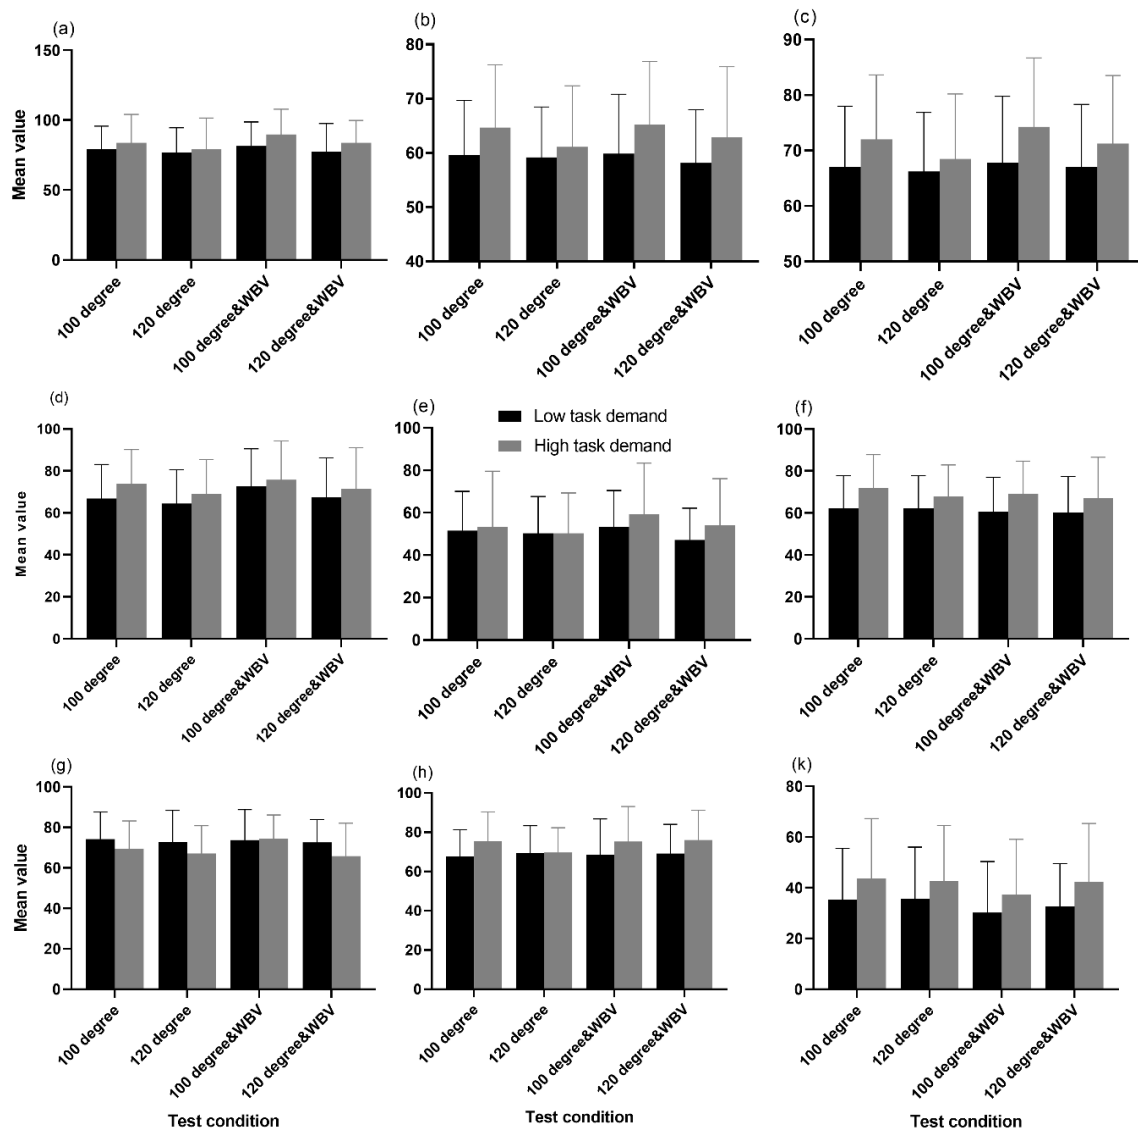 (a)
Mean value
150
100
50
0
100 degree
120 degree
100 degree&WBV
120 degree&WBV
(b)
80
70
60
50
40
100 degree
120 degree
100 degree&WBV
120 degree&WBV
(c)
90
80
70
60
50
100 degree
120 degree
100 degree&WBV
120 degree&WBV
(d)
Mean value
100
80
60
40
20
0
100 degree
120 degree
100 degree&WBV
120 degree&WBV
(e)
Low task demand
High task demand
100
80
60
40
20
0
100 degree
120 degree
100 degree&WBV
120 degree&WBV
(f)
100
80
60
40
20
0
100 degree
120 degree
100 degree&WBV
120 degree&WBV
(g)
Mean value
100
80
60
40
20
0
100 degree
120 degree
100 degree&WBV
120 degree&WBV
Test condition
(h)
100
80
60
40
20
0
100 degree
120 degree
100 degree&WBV
120 degree&WBV
Test condition
(k)
80
60
40
20
0
100 degree
120 degree
100 degree&WBV
120 degree&WBV
Test condition